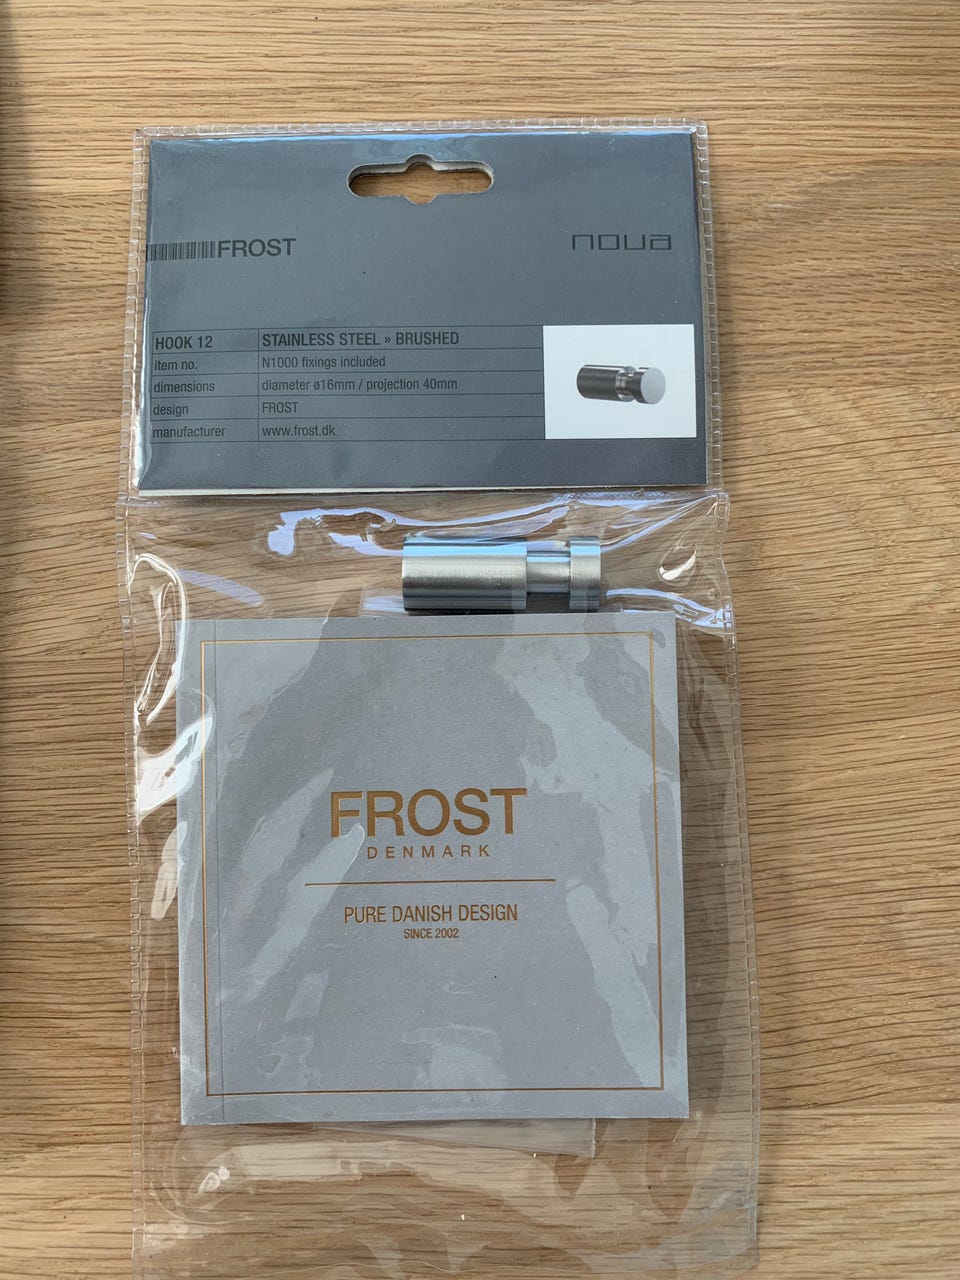 FROST
noua
HOOK 12 STAINLESS STEEL » BRUSHED
item no. N1000 fixings included
dimensions diameter ø16mm / projection 40mm
design FROST
manufacturer www.frost.dk
FROST
DENMARK
PURE DANISH DESIGN
SINCE 2002